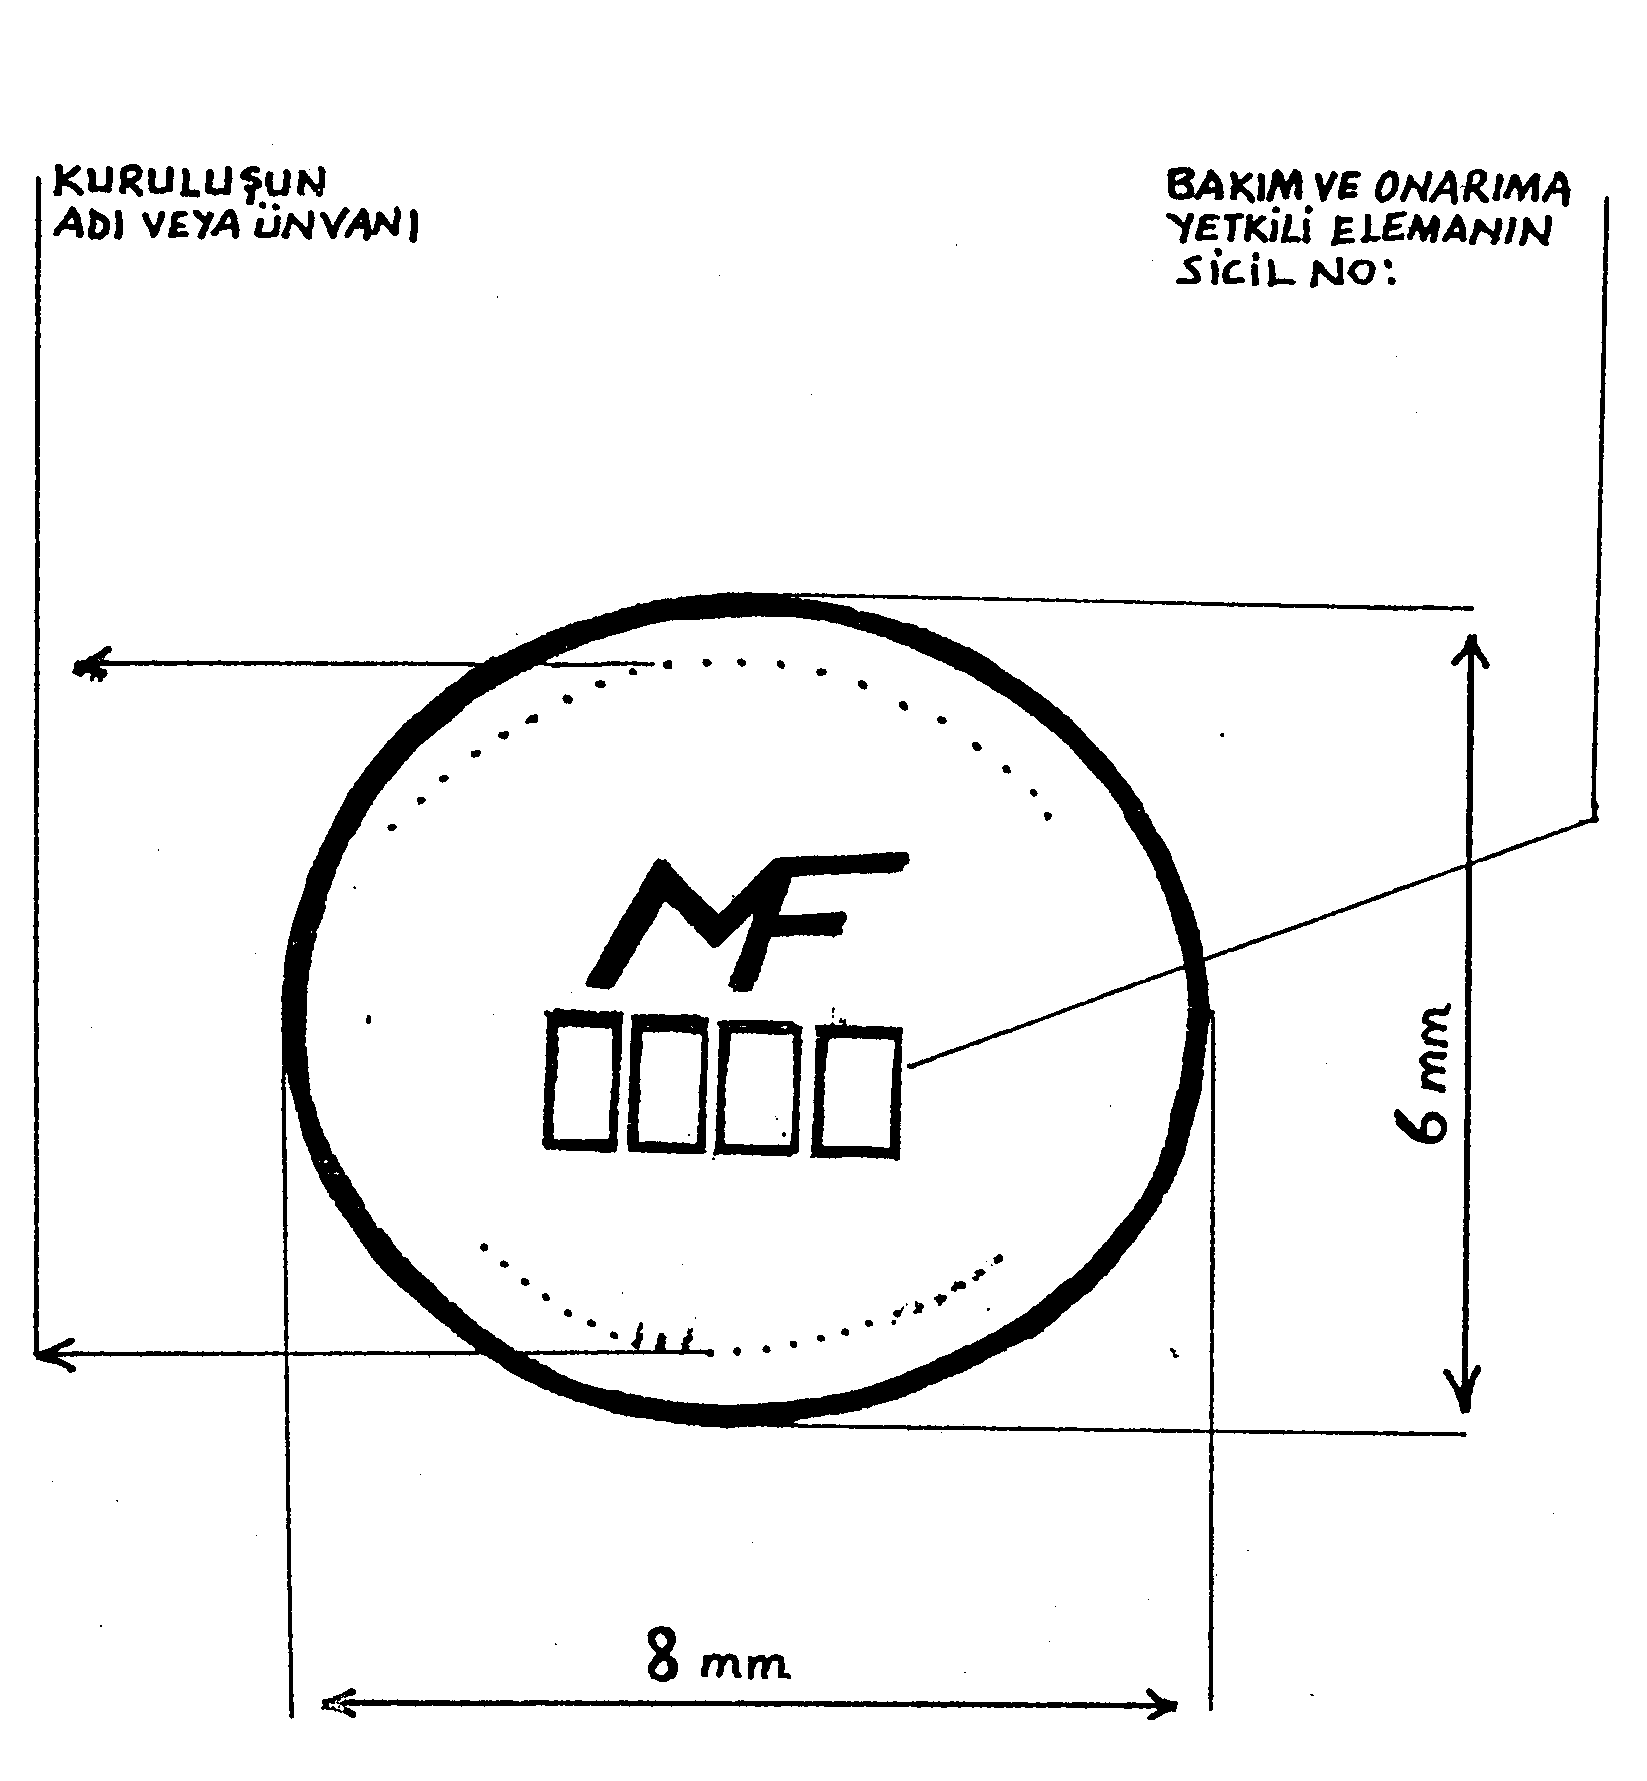 KURULUŞUN
ADI VEYA ÜNVANI
BAKIM VE ONARIMA
YETKİLİ ELEMANIN
SİCİL NO:
MF
6 mm
8 mm